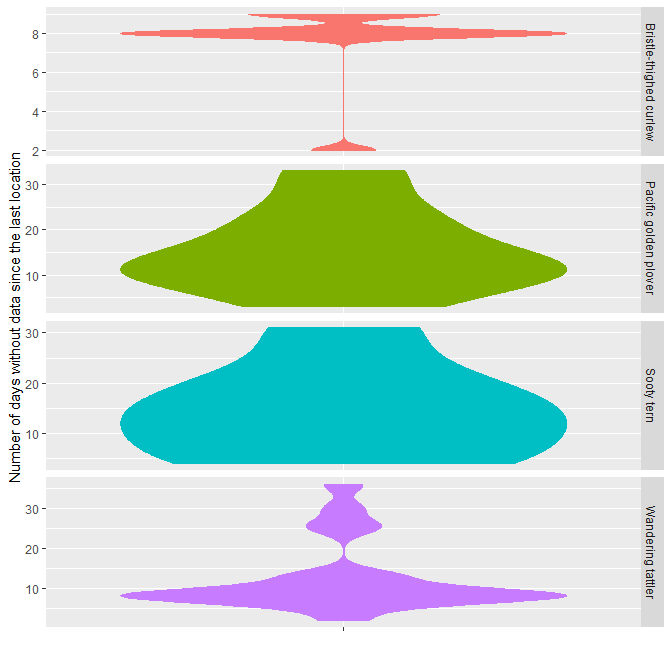 Number of days without data since the last location
8
6
4
2
Bristle-thighed curlew
30
20
10
Pacific golden plover
30
20
10
Sooty tern
30
20
10
Wandering tattler